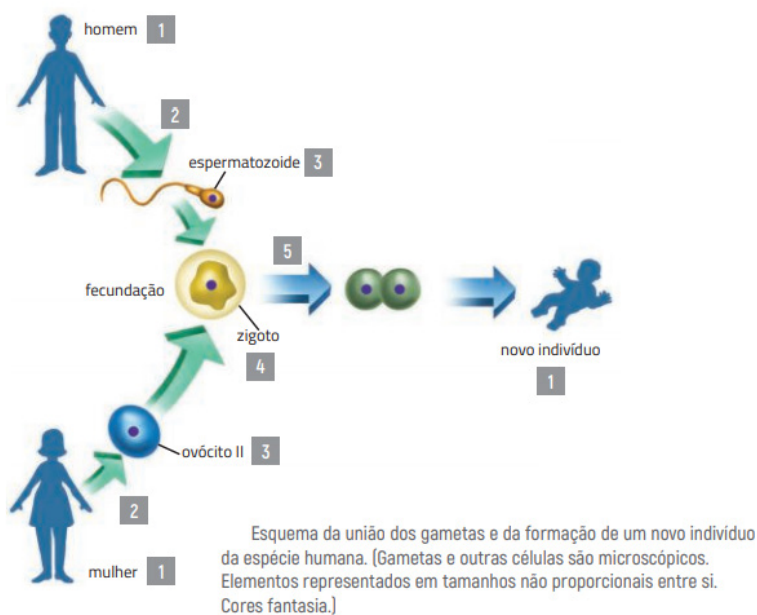 homem 1
2
espermatozoide 3
5
fecundação
zigoto
4
novo indivíduo
1
ovócito II 3
2
mulher 1
Esquema da união dos gametas e da formação de um novo indivíduo
da espécie humana. (Gametas e outras células são microscópicos.
Elementos representados em tamanhos não proporcionais entre si.
Cores fantasia.)